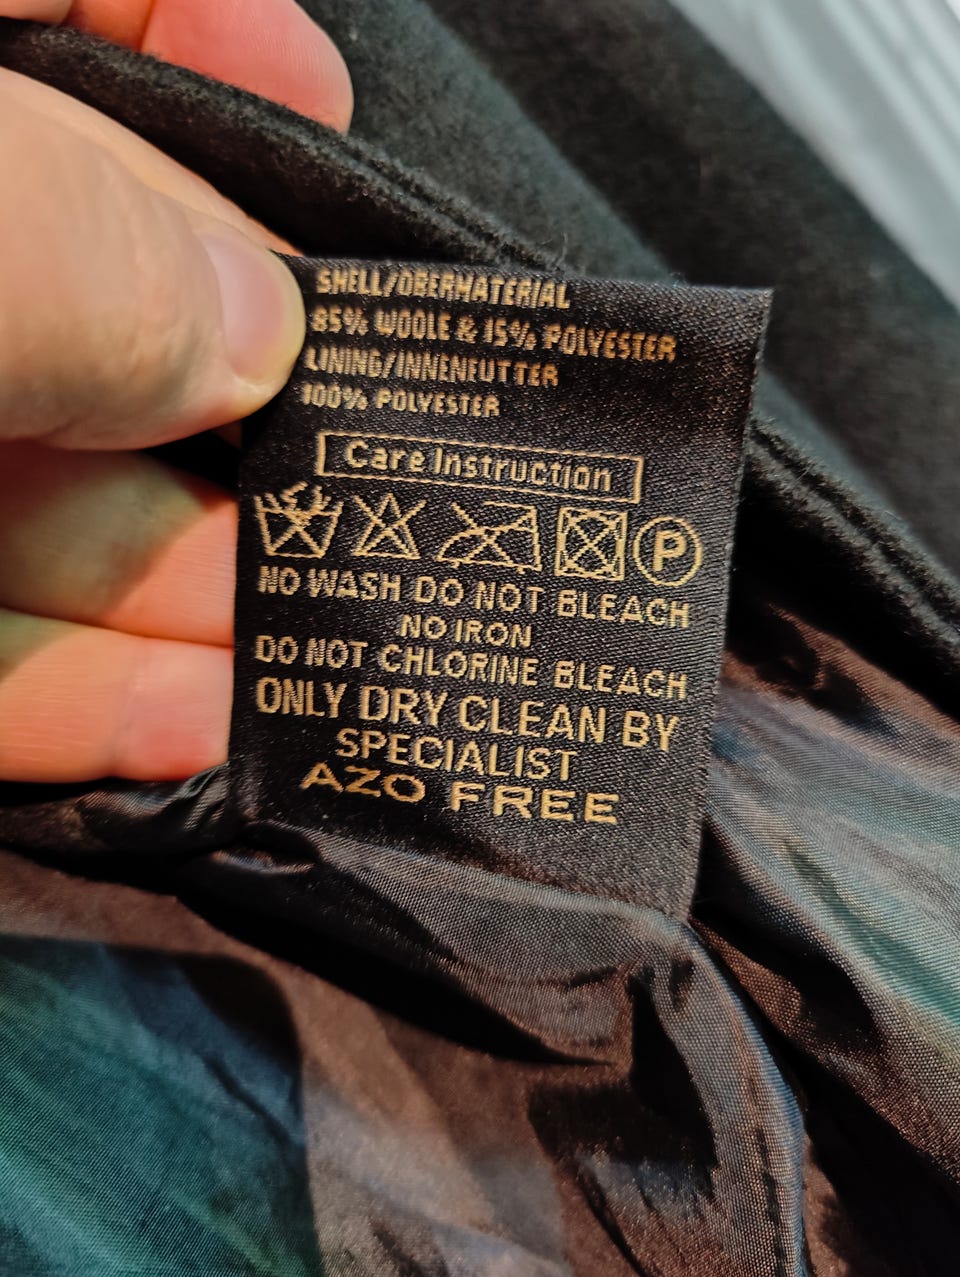 SHELL/OBERMATERIAL
85% WOOLE & 15% POLYESTER
LINING/INNENFUTTER
100% POLYESTER
Care Instruction
P
NO WASH DO NOT BLEACH
NO IRON
DO NOT CHLORINE BLEACH
ONLY DRY CLEAN BY
SPECIALIST
AZO FREE